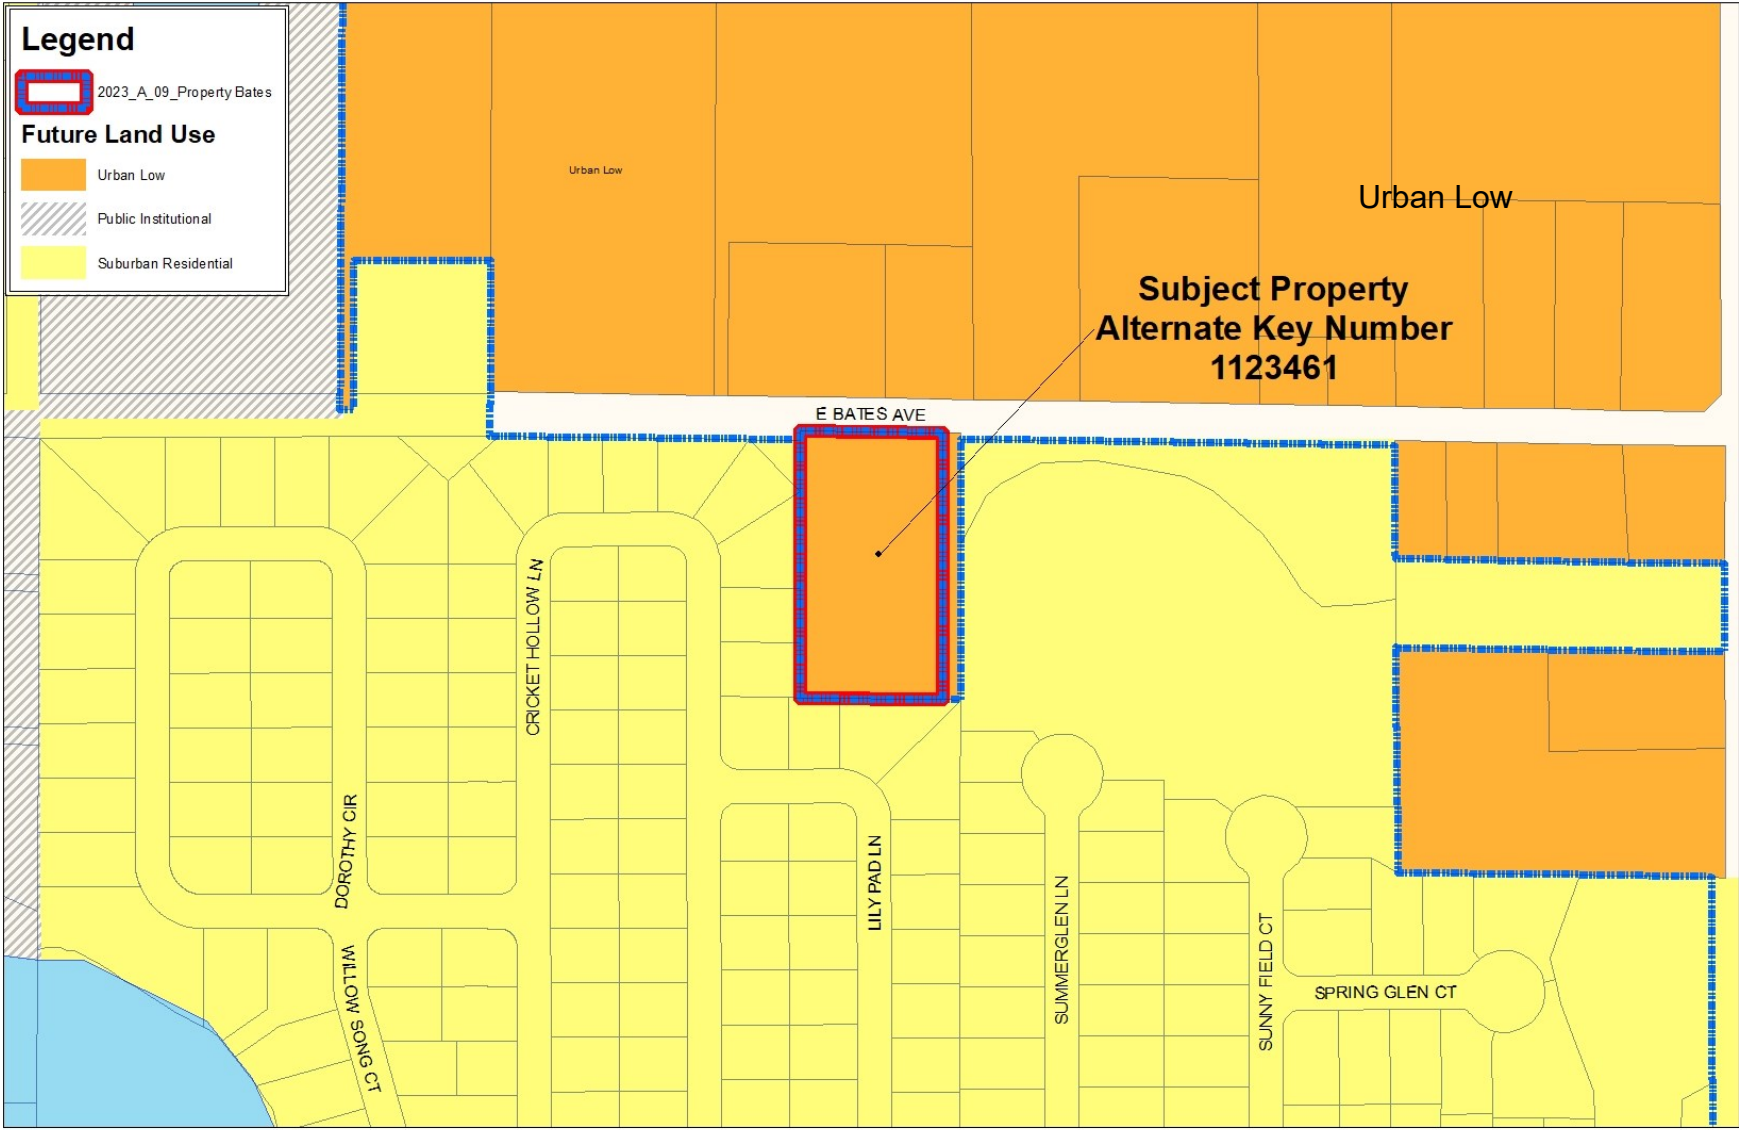 Legend
2023_A_09_Property Bates
Future Land Use
Urban Low
Public Institutional
Suburban Residential
Urban Low
Urban Low
Subject Property
Alternate Key Number
1123461
E BATES AVE
CRICKET HOLLOW LN
DOROTHY CIR
LILY PAD LN
SUMMERGLEN LN
SUNNY FIELD CT
WILLOW SONG CT
SPRING GLEN CT